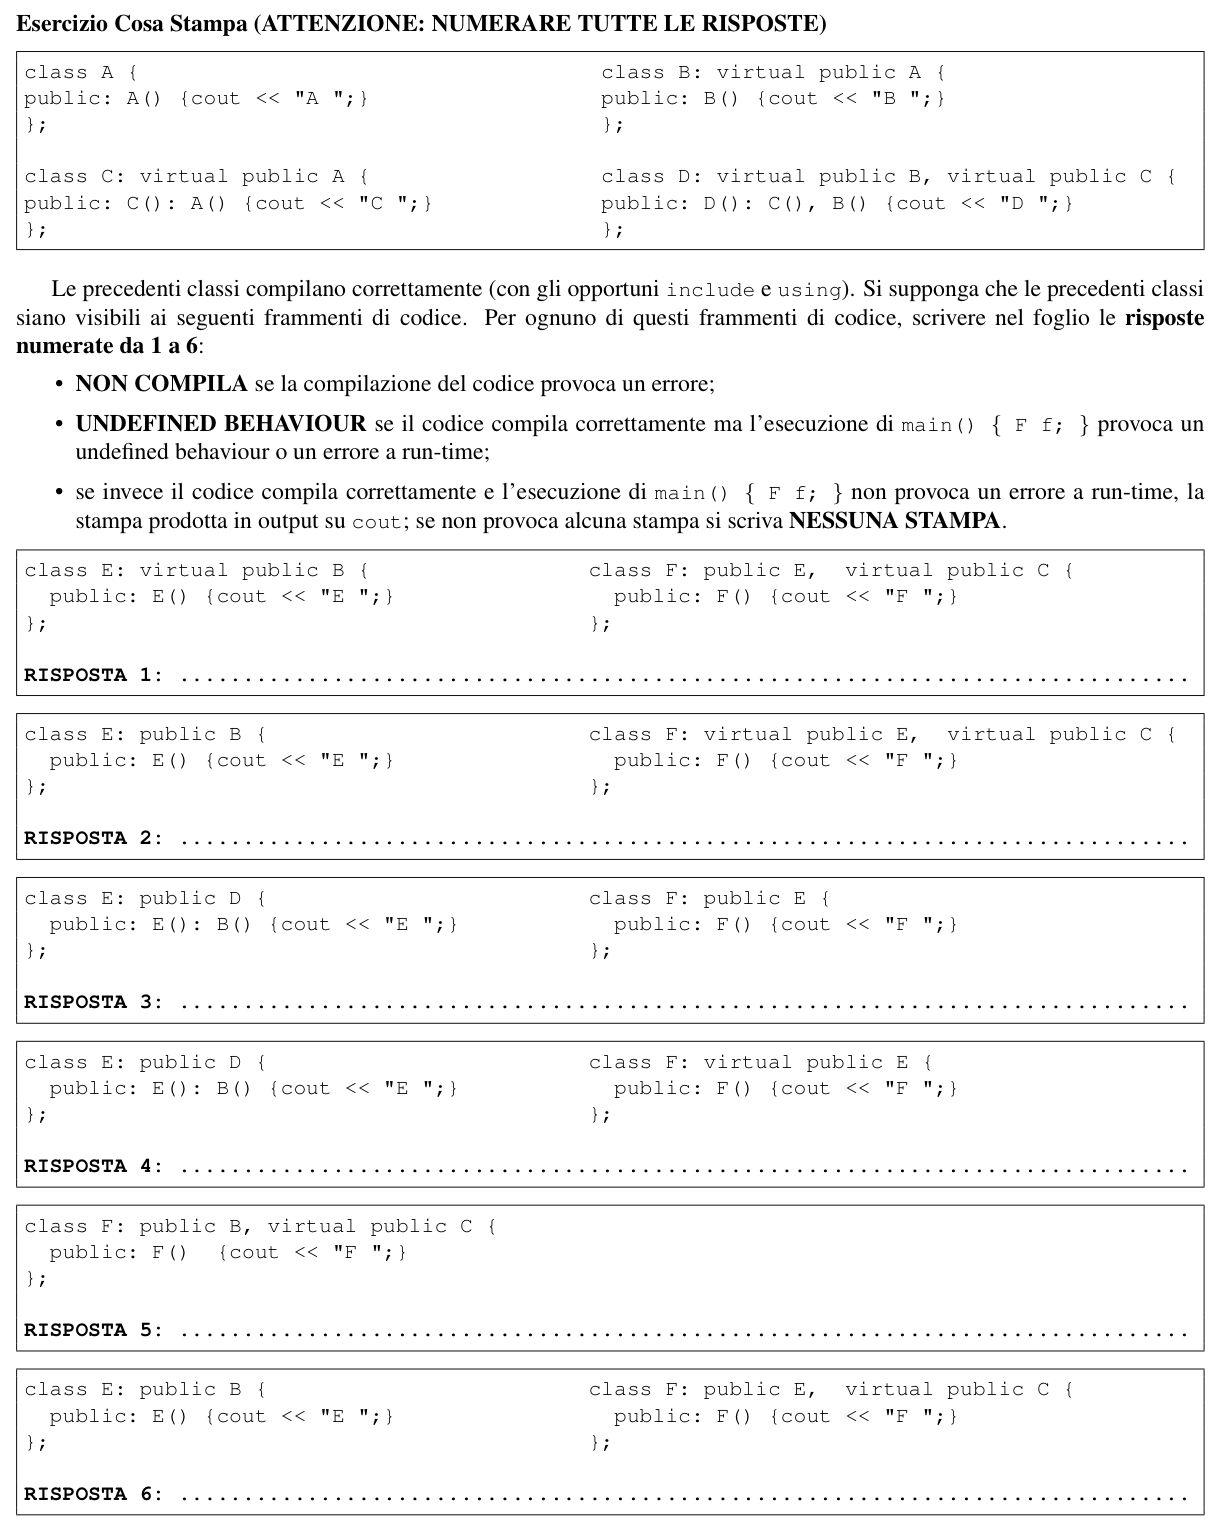 Esercizio Cosa Stampa (ATTENZIONE: NUMERARE TUTTE LE RISPOSTE)
class A {
public: A() {cout << "A ";}
};
class B: virtual public A {
public: B() {cout << "B ";}
};
class C: virtual public A {
public: C(): A() {cout << "C ";}
};
class D: virtual public B, virtual public C {
public: D(): C(), B() {cout << "D ";}
};
Le precedenti classi compilano correttamente (con gli opportuni include e using). Si supponga che le precedenti classi
siano visibili ai seguenti frammenti di codice. Per ognuno di questi frammenti di codice, scrivere nel foglio le risposte
numerate da 1 a 6:
• NON COMPILA se la compilazione del codice provoca un errore;
• UNDEFINED BEHAVIOUR se il codice compila correttamente ma l'esecuzione di main() { F f; } provoca un
undefined behaviour o un errore a run-time;
• se invece il codice compila correttamente e l'esecuzione di main() { F f; } non provoca un errore a run-time, la
stampa prodotta in output su cout; se non provoca alcuna stampa si scriva NESSUNA STAMPA.
class E: virtual public B {
public: E() {cout << "E ";}
};
class F: public E,  virtual public C {
public: F() {cout << "F ";}
};
RISPOSTA 1: ...............................................................................
class E: public B {
public: E() {cout << "E ";}
};
class F: virtual public E,  virtual public C {
public: F() {cout << "F ";}
};
RISPOSTA 2: ...............................................................................
class E: public D {
public: E(): B() {cout << "E ";}
};
class F: public E {
public: F() {cout << "F ";}
};
RISPOSTA 3: ...............................................................................
class E: public D {
public: E(): B() {cout << "E ";}
};
class F: virtual public E {
public: F() {cout << "F ";}
};
RISPOSTA 4: ...............................................................................
class F: public B, virtual public C {
public: F()  {cout << "F ";}
};
RISPOSTA 5: ...............................................................................
class E: public B {
public: E() {cout << "E ";}
};
class F: public E,  virtual public C {
public: F() {cout << "F ";}
};
RISPOSTA 6: ...............................................................................